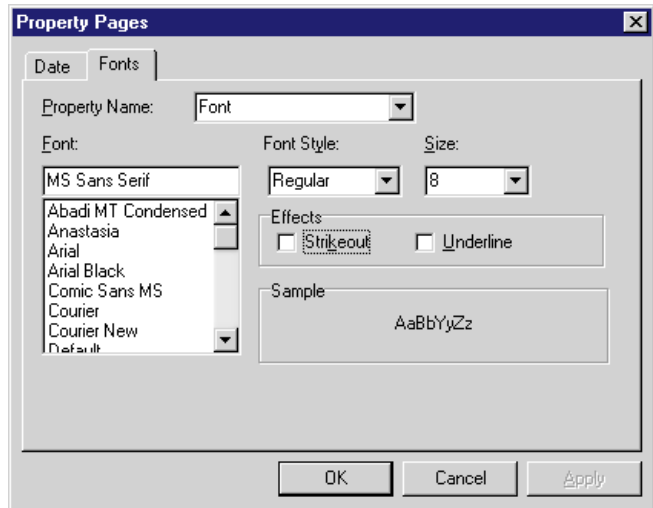 Property Pages
Date Fonts
Property Name: Font
Font: Font Style: Size:
MS Sans Serif Regular 8
Abadi MT Condensed
Anastasia
Arial
Arial Black
Comic Sans MS
Courier
Courier New
Default
Effects
Strikeout Underline
Sample
AaBbYyZz
OK Cancel Apply